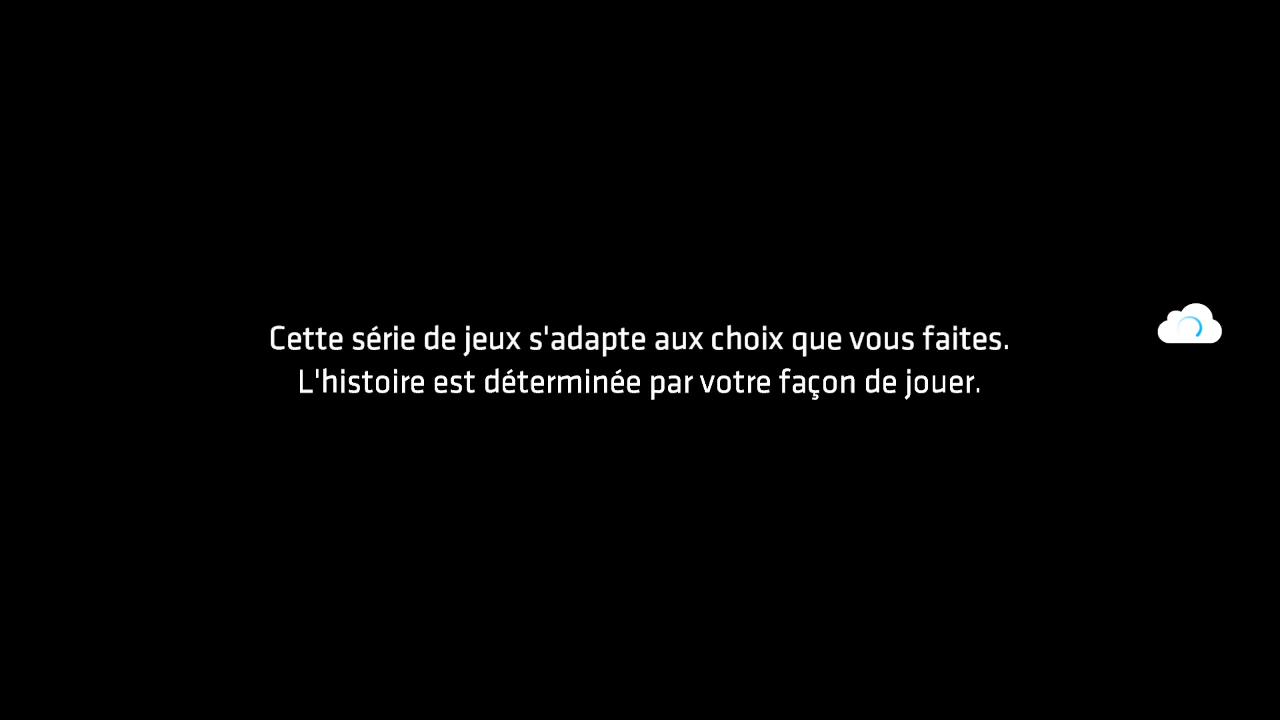 Cette série de jeux s'adapte aux choix que vous faites.
L'histoire est déterminée par votre façon de jouer.